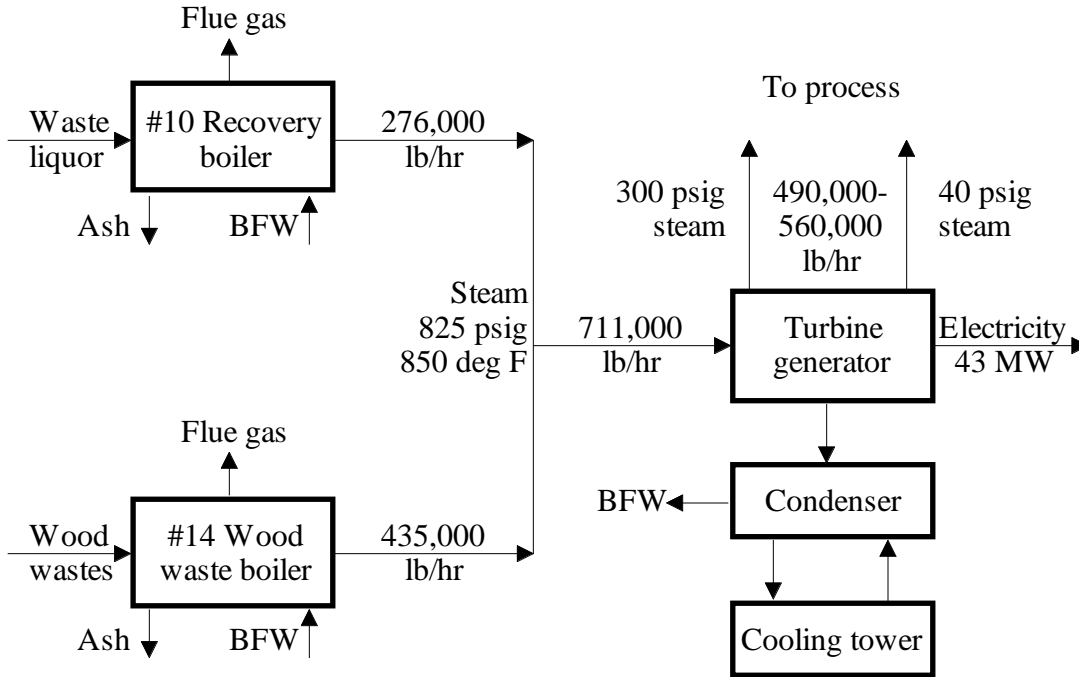 Flue gas
Waste
liquor
#10 Recovery
boiler
276,000
lb/hr
Ash
BFW
To process
300 psig
steam
490,000-
560,000
lb/hr
40 psig
steam
Steam
825 psig
850 deg F
711,000
lb/hr
Turbine
generator
Electricity
43 MW
Flue gas
Wood
wastes
#14 Wood
waste boiler
435,000
lb/hr
Ash
BFW
BFW
Condenser
Cooling tower